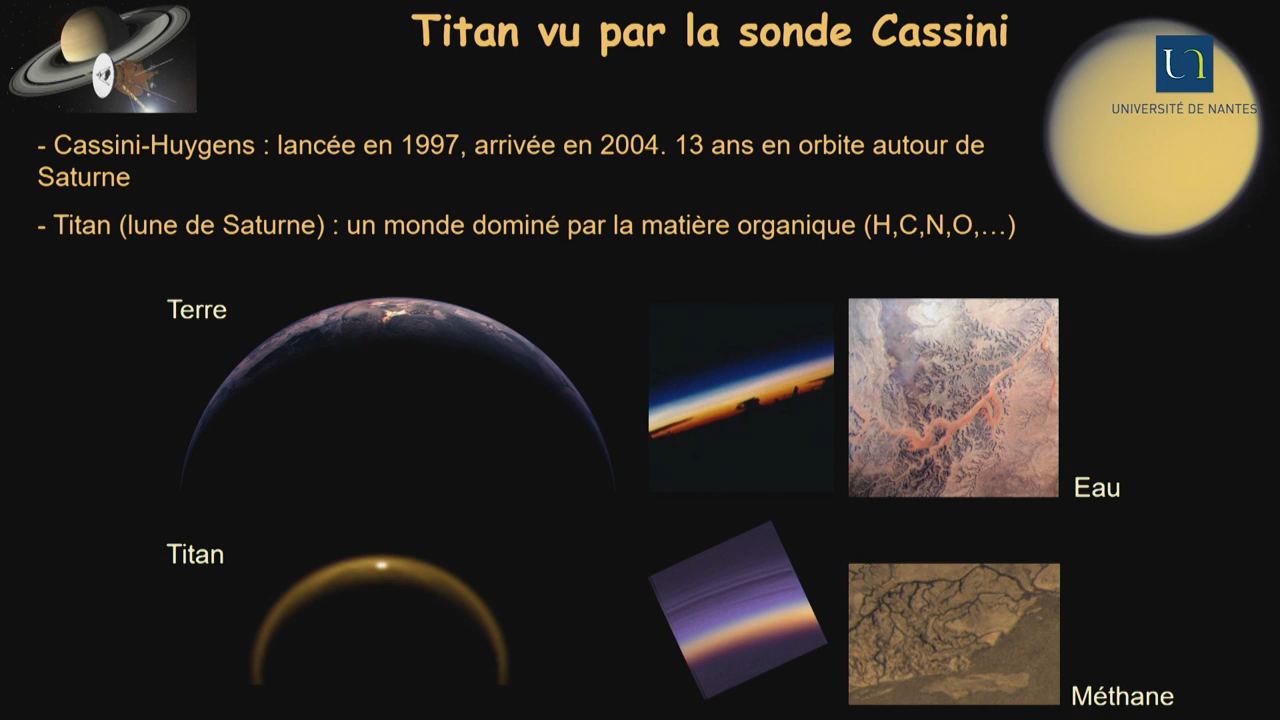 Titan vu par la sonde Cassini
UNIVERSITÉ DE NANTES
- Cassini-Huygens : lancée en 1997, arrivée en 2004. 13 ans en orbite autour de
Saturne
- Titan (lune de Saturne) : un monde dominé par la matière organique (H,C,N,O,…)
Terre
Eau
Titan
Méthane